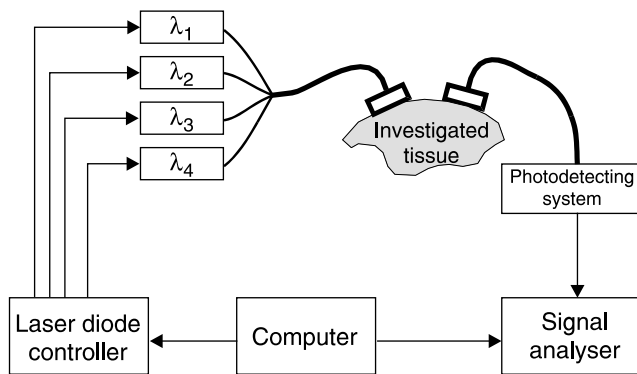 λ1
λ2
λ3
λ4
Investigated
tissue
Photodetecting
system
Laser diode
controller
Computer
Signal
analyser